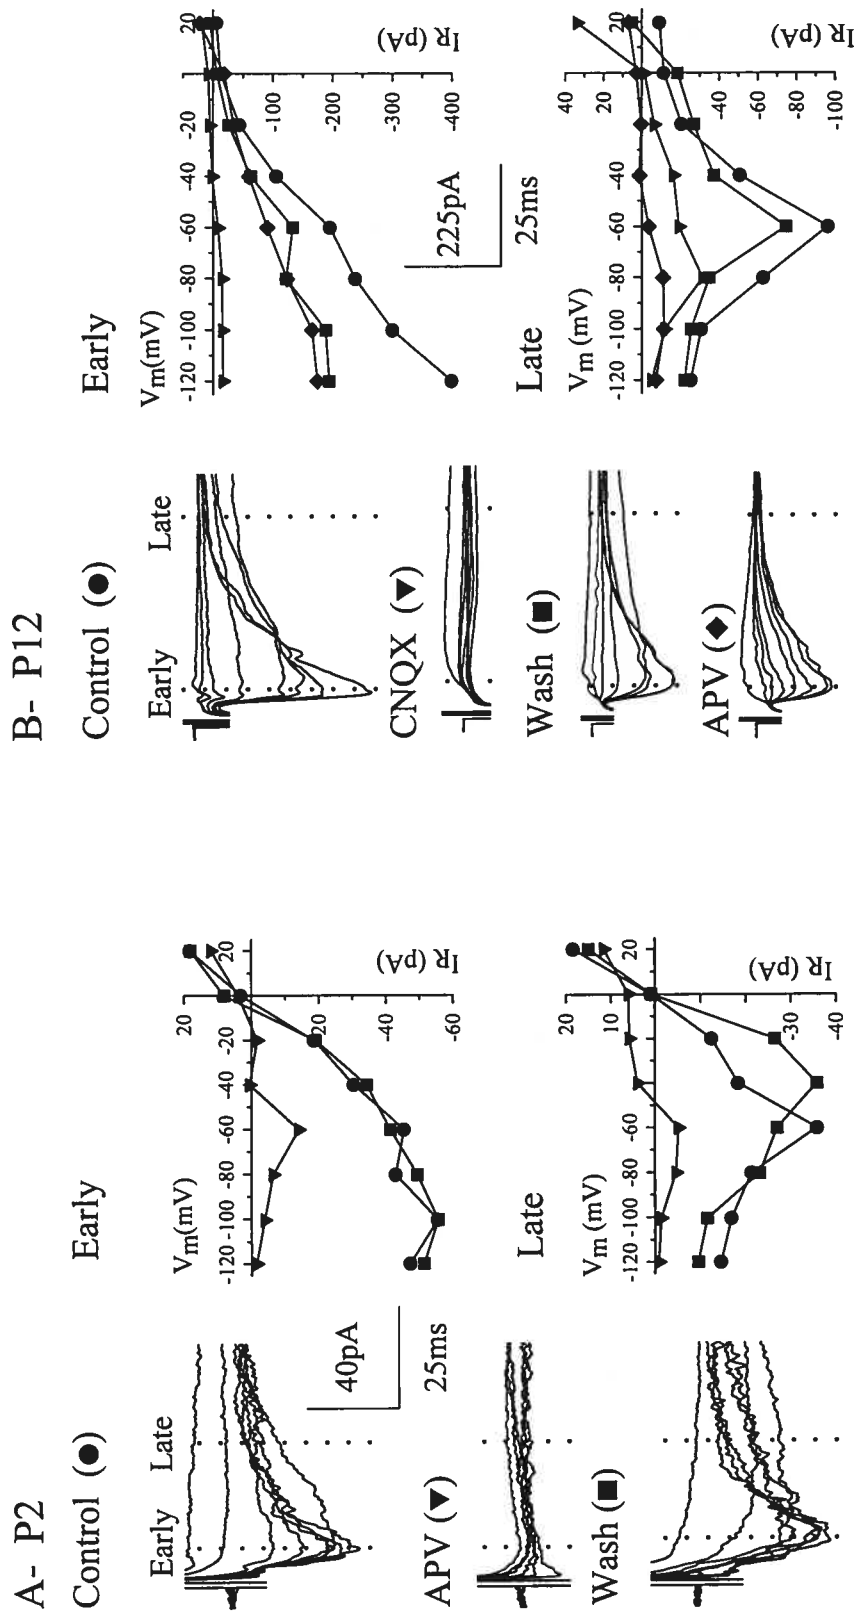 A- P2
Control (●)
Early Late
40pA
25ms
APV (▼)
Wash (■)
Early
Vm(mV)
-120 -100 -80 -60 -40 -20 20
20
-20
-40
-60
IR (pA)
Late
Vm (mV)
-120 -100 -80 -60 -40 -20 20
20
10
-30
-40
IR (pA)
B- P12
Control (●)
Early Late
CNQX (▼)
Wash (■)
APV (◆)
Early
Vm(mV)
-120 -100 -80 -60 -40 -20 20
-100
-200
-300
-400
IR (pA)
225pA
25ms
Late
Vm (mV)
-120 -100 -80 -60 -40 -20 20
40
20
-40
-60
-80
-100
IR (pA)